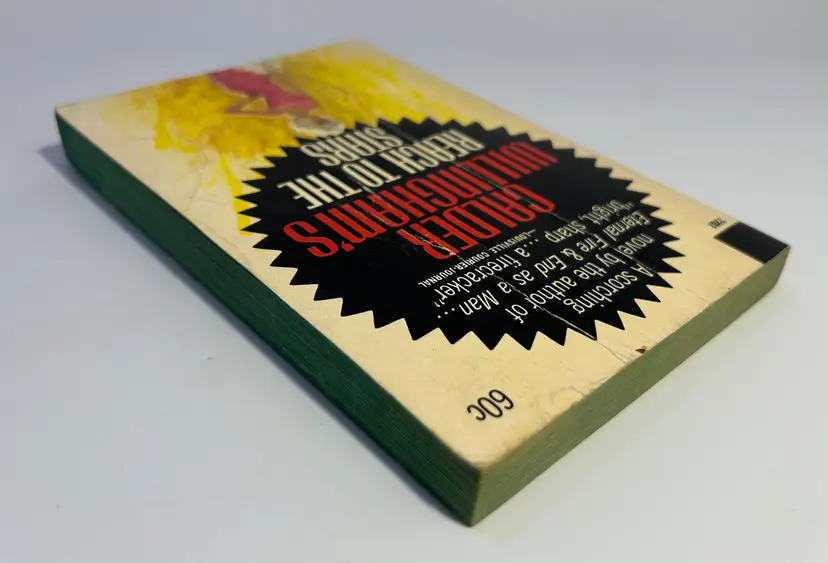 60c
A scorching
novel by the author of
Eternal Fire & End as a Man ...
"bright, sharp ... a firecracker"
—LOUISVILLE COURIER-JOURNAL
CALDER
WILLINGHAM'S
REACH TO THE
STARS